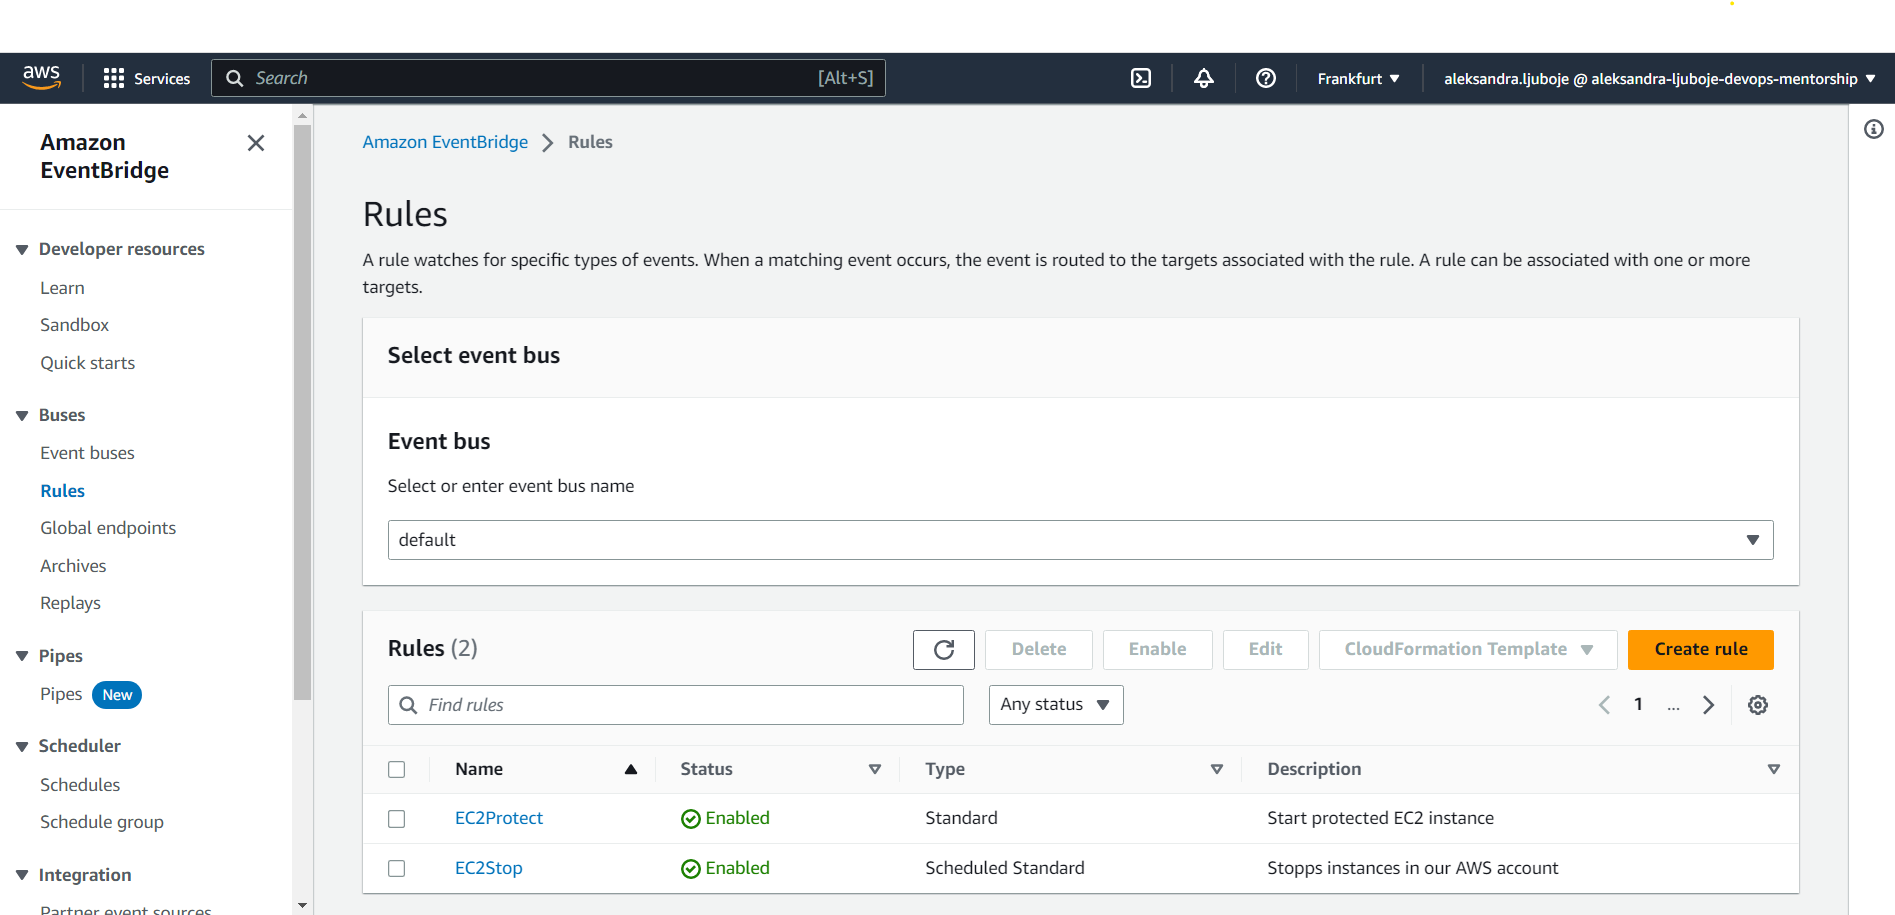 aws Services Search [Alt+S] Frankfurt aleksandra.ljuboje @ aleksandra-ljuboje-devops-mentorship
Amazon
EventBridge
Developer resources
Learn
Sandbox
Quick starts
Buses
Event buses
Rules
Global endpoints
Archives
Replays
Pipes
Pipes New
Scheduler
Schedules
Schedule group
Integration
Partner event sources
Amazon EventBridge Rules
Rules
A rule watches for specific types of events. When a matching event occurs, the event is routed to the targets associated with the rule. A rule can be associated with one or more
targets.
Select event bus
Event bus
Select or enter event bus name
default
Rules (2) Delete Enable Edit CloudFormation Template Create rule
Find rules Any status 1 ...
Name Status Type Description
EC2Protect Enabled Standard Start protected EC2 instance
EC2Stop Enabled Scheduled Standard Stopps instances in our AWS account